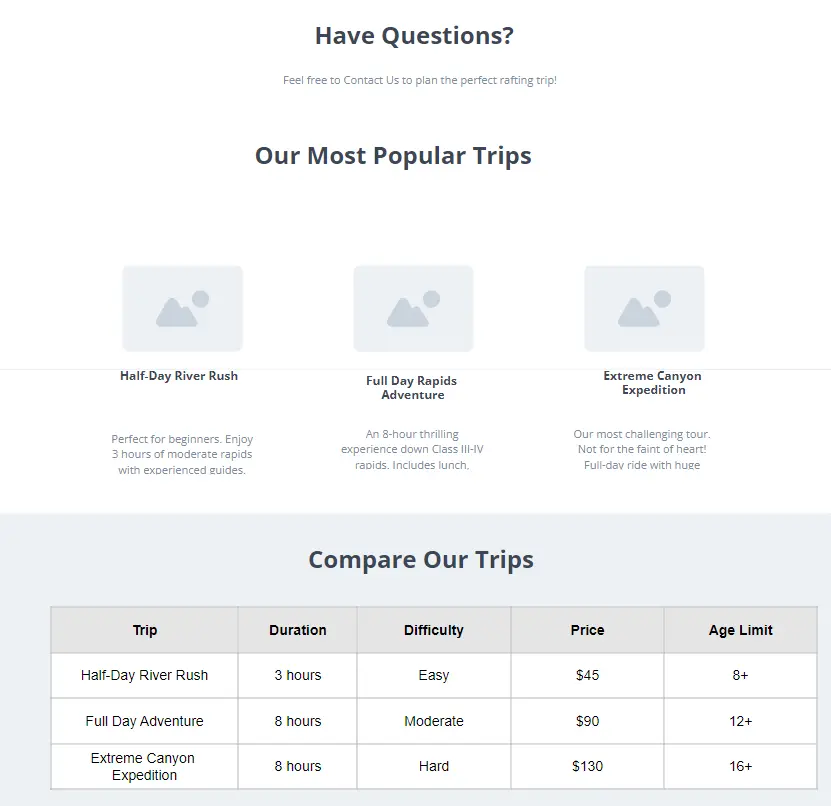 Have Questions?
Feel free to Contact Us to plan the perfect rafting trip!
Our Most Popular Trips
Half-Day River Rush
Perfect for beginners. Enjoy
3 hours of moderate rapids
with experienced guides.
Full Day Rapids
Adventure
An 8-hour thrilling
experience down Class III-IV
rapids. Includes lunch.
Extreme Canyon
Expedition
Our most challenging tour.
Not for the faint of heart!
Full-day ride with huge
Compare Our Trips
Trip Duration Difficulty Price Age Limit
Half-Day River Rush 3 hours Easy $45 8+
Full Day Adventure 8 hours Moderate $90 12+
Extreme Canyon
Expedition 8 hours Hard $130 16+